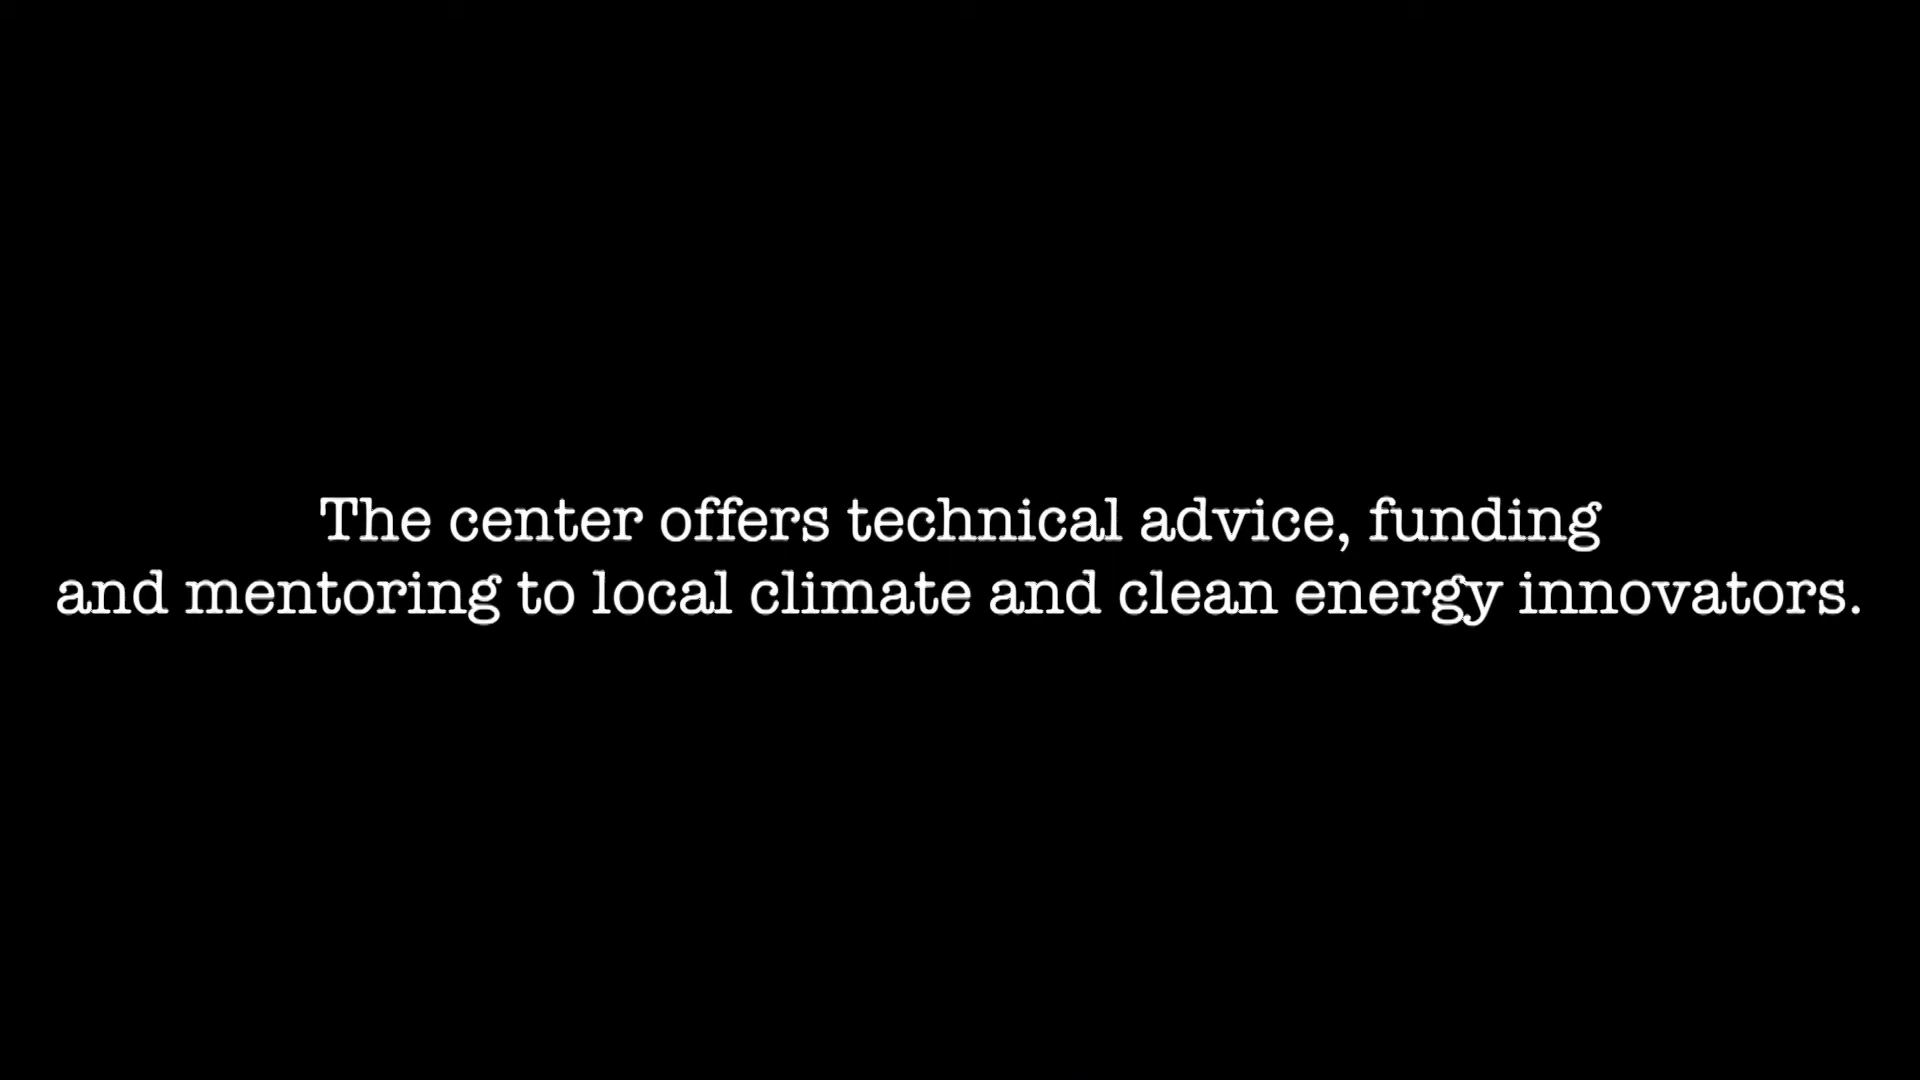 The center offers technical advice, funding
and mentoring to local climate and clean energy innovators.